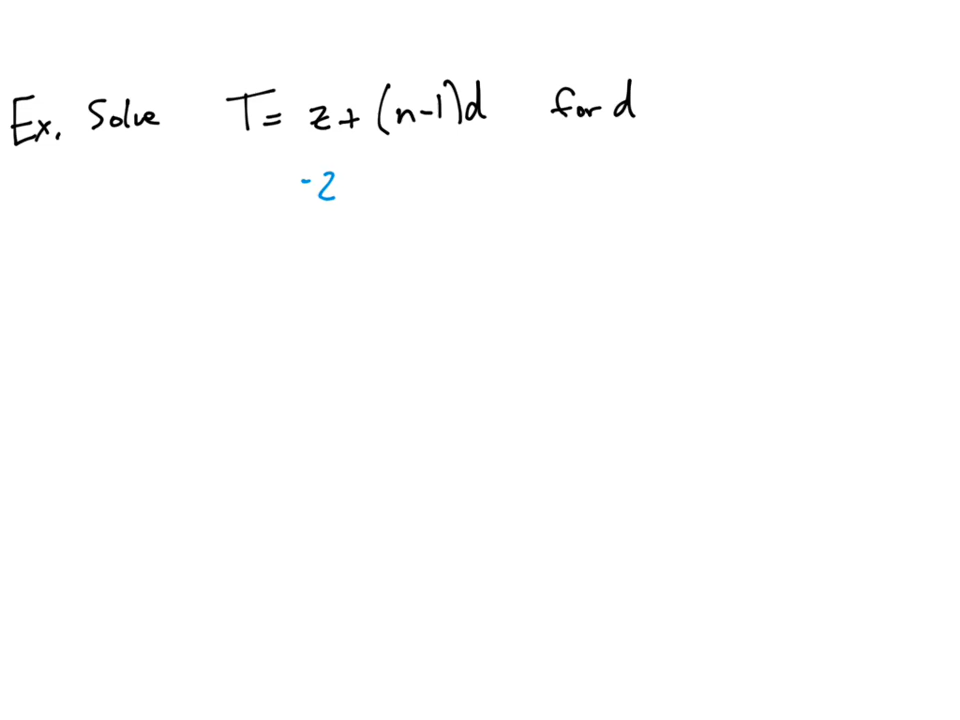 Ex. Solve T = z + (n-1)d for d
-z